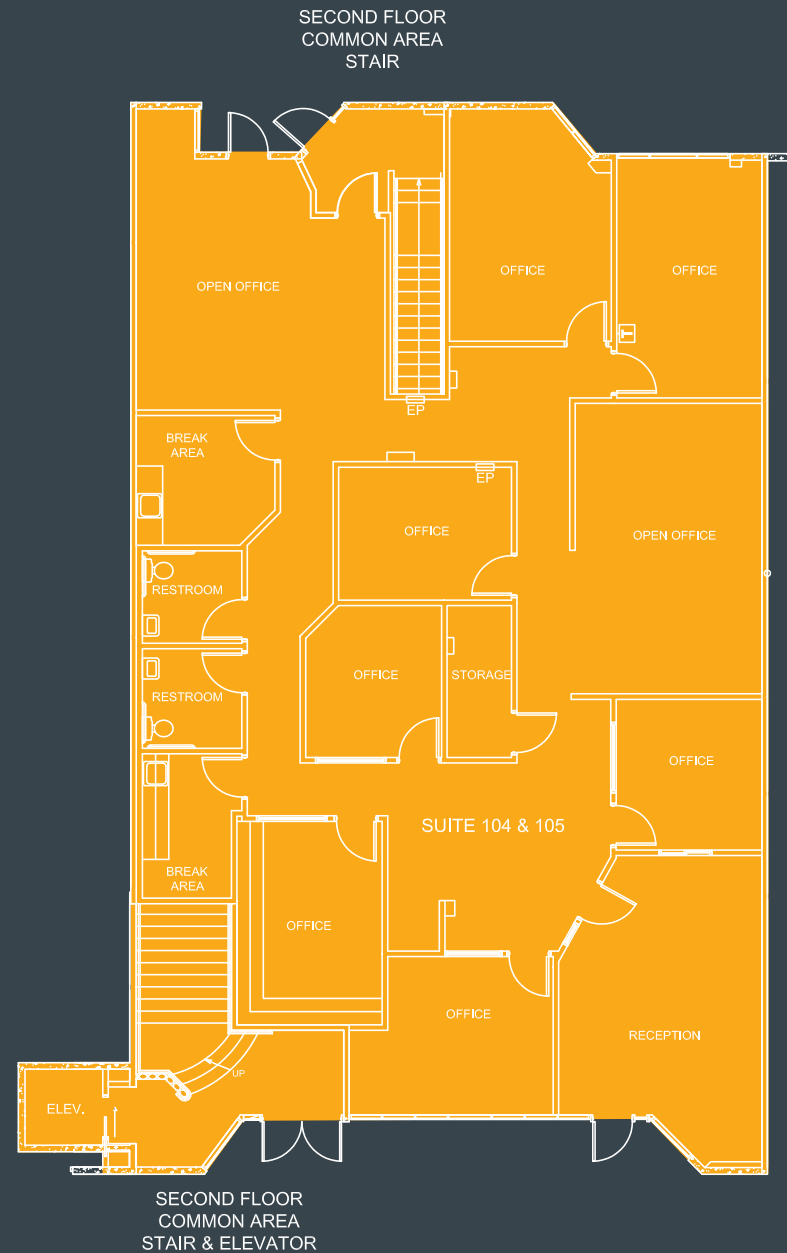 SECOND FLOOR
COMMON AREA
STAIR
OFFICE
OFFICE
OPEN OFFICE
T
EP
BREAK
AREA
EP
OFFICE
OPEN OFFICE
RESTROOM
OFFICE
STORAGE
RESTROOM
OFFICE
SUITE 104 & 105
BREAK
AREA
OFFICE
OFFICE
RECEPTION
UP
ELEV.
SECOND FLOOR
COMMON AREA
STAIR & ELEVATOR